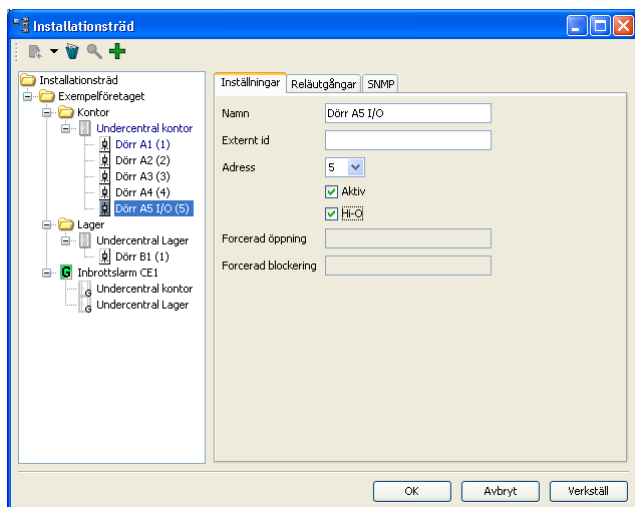 Installationsträd
Installationsträd
Exempelföretaget
Kontor
Undercentral kontor
Dörr A1 (1)
Dörr A2 (2)
Dörr A3 (3)
Dörr A4 (4)
Dörr A5 I/O (5)
Lager
Undercentral Lager
Dörr B1 (1)
G Inbrottslarm CE1
G Undercentral kontor
G Undercentral Lager
Inställningar Reläutgångar SNMP
Namn Dörr A5 I/O
Externt id
Adress 5
Aktiv
Hi-O
Forcerad öppning
Forcerad blockering
OK Avbryt Verkställ